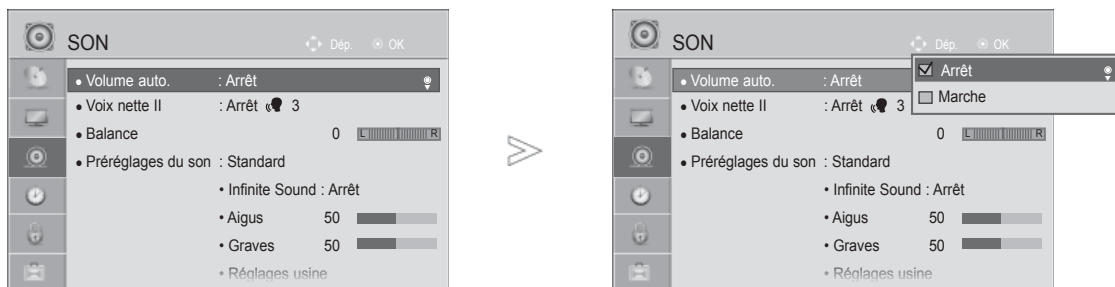 SON
Dép. OK
Volume auto. : Arrêt
Voix nette II : Arrêt 3
Balance 0 L R
Préréglages du son : Standard
• Infinite Sound : Arrêt
• Aigus 50
• Graves 50
• Réglages usine
>
SON
Dép. OK
Volume auto. : Arrêt
Arrêt
Marche
Voix nette II : Arrêt 3
Balance 0 L R
Préréglages du son : Standard
• Infinite Sound : Arrêt
• Aigus 50
• Graves 50
• Réglages usine